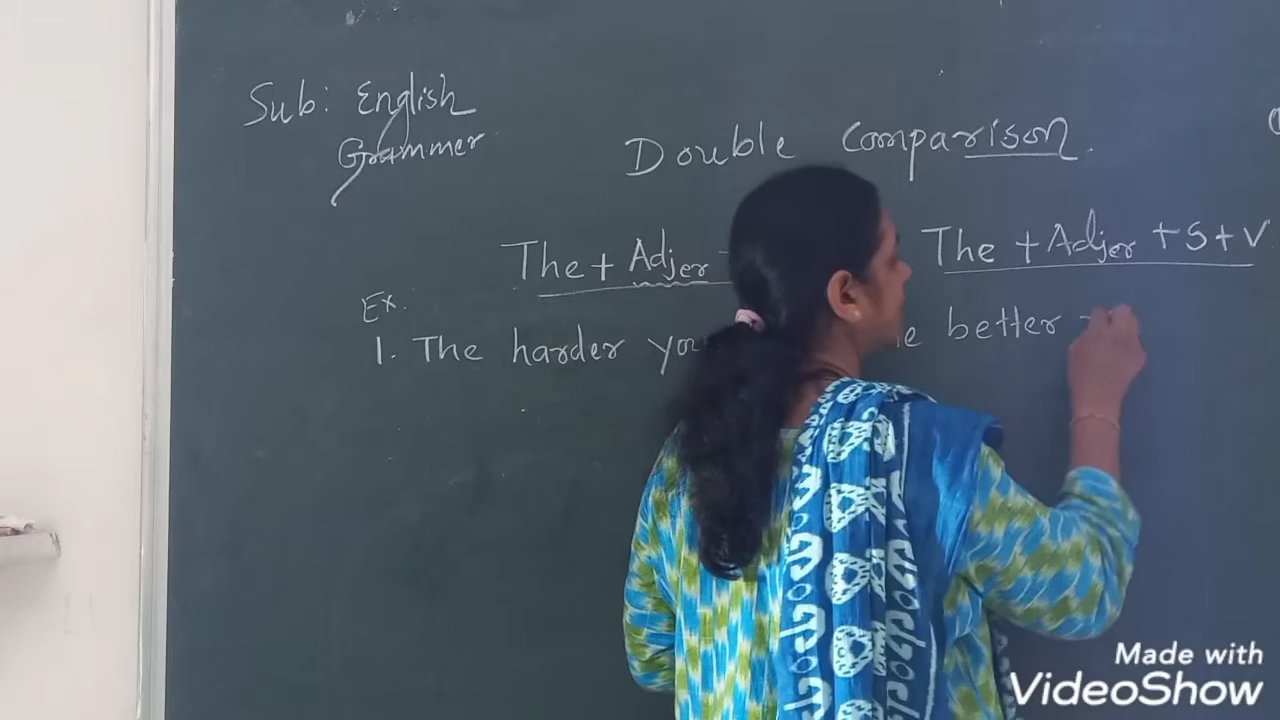 Sub: English
Grammer
Double Comparison.
The + Adjer The + Adjer + S + V
Ex.
1. The harder better
Made with
VideoShow